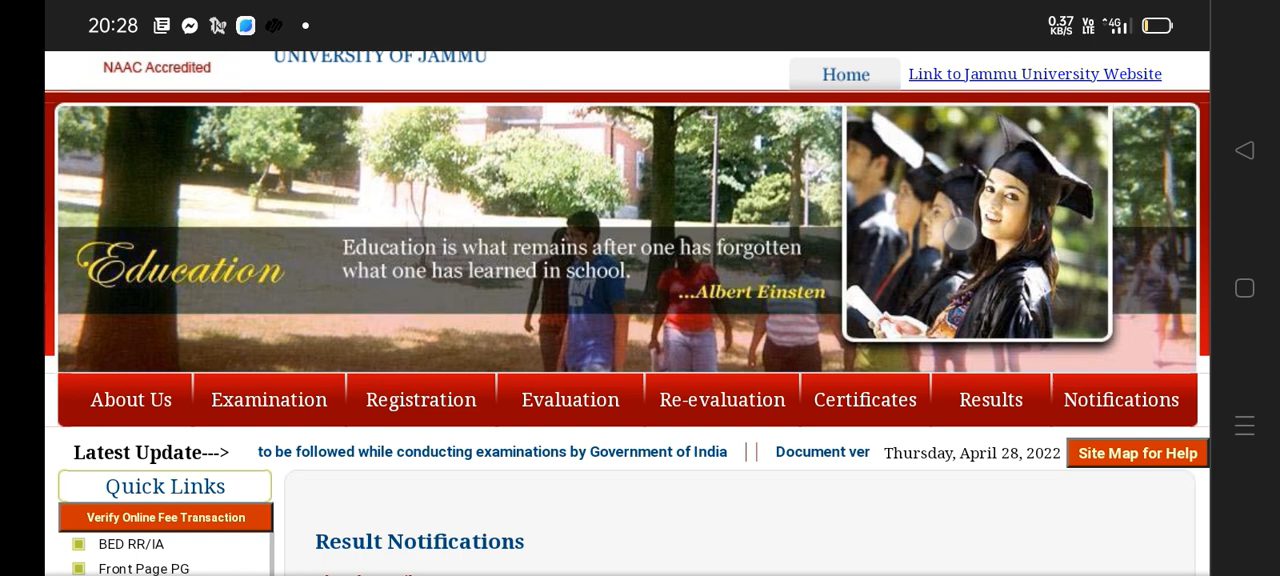 20:28
0.37 KB/S Vo LTE 4G
UNIVERSITY OF JAMMU
NAAC Accredited
Home Link to Jammu University Website
Education
Education is what remains after one has forgotten
what one has learned in school.
...Albert Einsten
About Us Examination Registration Evaluation Re-evaluation Certificates Results Notifications
Latest Update---> to be followed while conducting examinations by Government of India || Document ver Thursday, April 28, 2022 Site Map for Help
Quick Links
Verify Online Fee Transaction
BED RR/IA
Front Page PG
Result Notifications